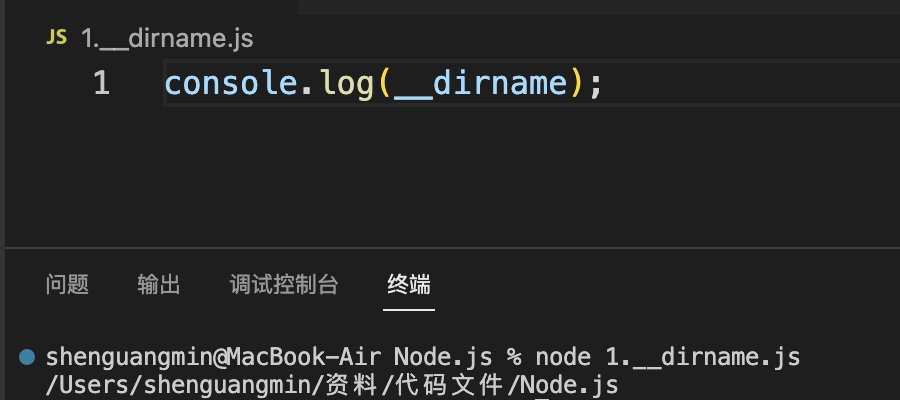 JS 1.__dirname.js
1 console.log(__dirname);
问题 输出 调试控制台 终端
shenguangmin@MacBook-Air Node.js % node 1.__dirname.js
/Users/shenguangmin/资料/代码文件/Node.js